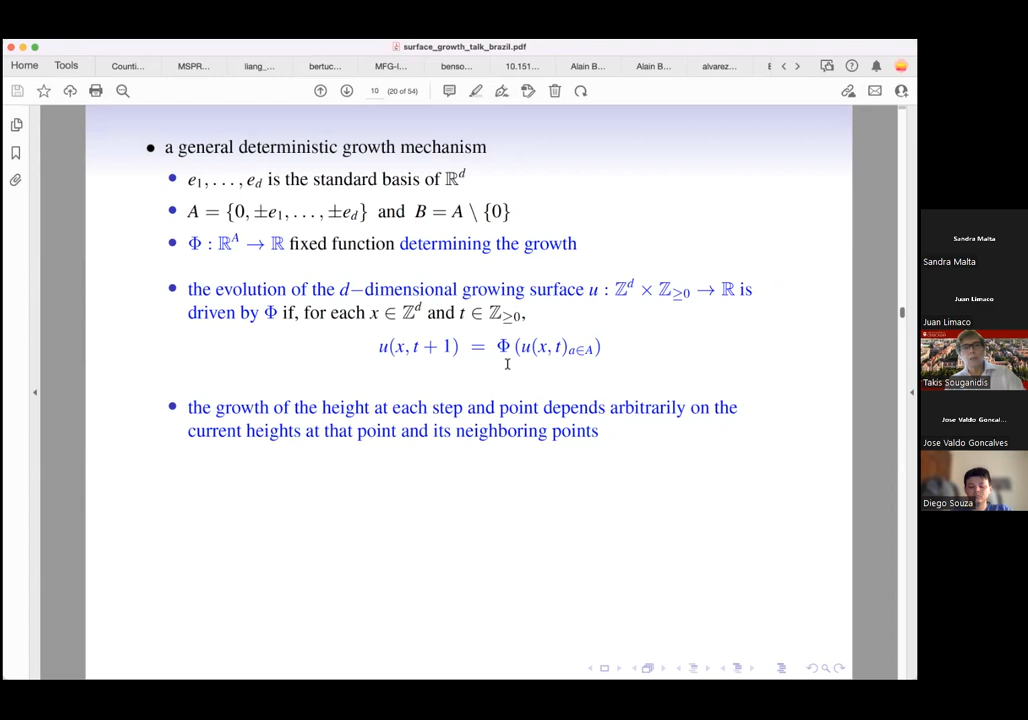 surface_growth_talk_brazil.pdf
Home Tools Counti... MSPR... liang_... bertuc... MFG-I... benso... 10.151... Alain B... Alain B... alvarez...
10 (20 of 54)
• a general deterministic growth mechanism
• e₁, . . . , e_d is the standard basis of ℝᵈ
• A = {0, ±e₁, . . . , ±e_d} and B = A \ {0}
• Φ : ℝᴬ → ℝ fixed function determining the growth
• the evolution of the d−dimensional growing surface u : ℤᵈ × ℤ≥₀ → ℝ is
driven by Φ if, for each x ∈ ℤᵈ and t ∈ ℤ≥₀,
u(x, t + 1) = Φ (u(x, t)_{a∈A})
• the growth of the height at each step and point depends arbitrarily on the
current heights at that point and its neighboring points
Sandra Malta
Sandra Malta
Juan Limaco
Juan Limaco
Takis Souganidis
Jose Valdo Goncal...
Jose Valdo Goncalves
Diego Souza